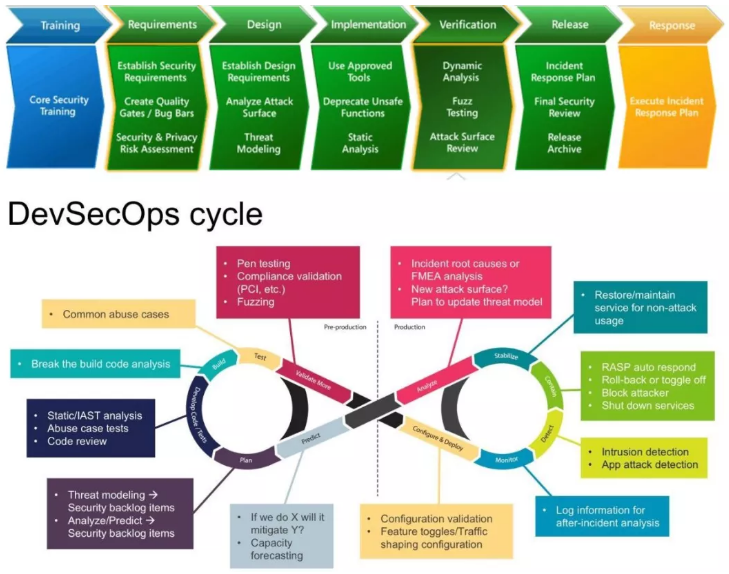 Training
Requirements
Design
Implementation
Verification
Release
Response
Core Security
Training
Establish Security
Requirements
Create Quality
Gates / Bug Bars
Security & Privacy
Risk Assessment
Establish Design
Requirements
Analyze Attack
Surface
Threat
Modeling
Use Approved
Tools
Deprecate Unsafe
Functions
Static
Analysis
Dynamic
Analysis
Fuzz
Testing
Attack Surface
Review
Incident
Response Plan
Final Security
Review
Release
Archive
Execute Incident
Response Plan
DevSecOps cycle
• Pen testing
• Compliance validation
(PCI, etc.)
• Fuzzing
• Incident root causes or
FMEA analysis
• New attack surface?
Plan to update threat model
• Restore/maintain
service for non-attack
usage
• Common abuse cases
Pre-production
Production
• Break the build code analysis
Build
Test
Validate More
Analyze
Stabilize
• RASP auto respond
• Roll-back or toggle off
• Block attacker
• Shut down services
Contain
• Static/IAST analysis
• Abuse case tests
• Code review
Develop Code/Tests
Plan
Predict
Configure & Deploy
Monitor
Detect
• Intrusion detection
• App attack detection
• Threat modeling →
Security backlog items
• Analyze/Predict →
Security backlog items
• If we do X will it
mitigate Y?
• Capacity
forecasting
• Configuration validation
• Feature toggles/Traffic
shaping configuration
• Log information for
after-incident analysis